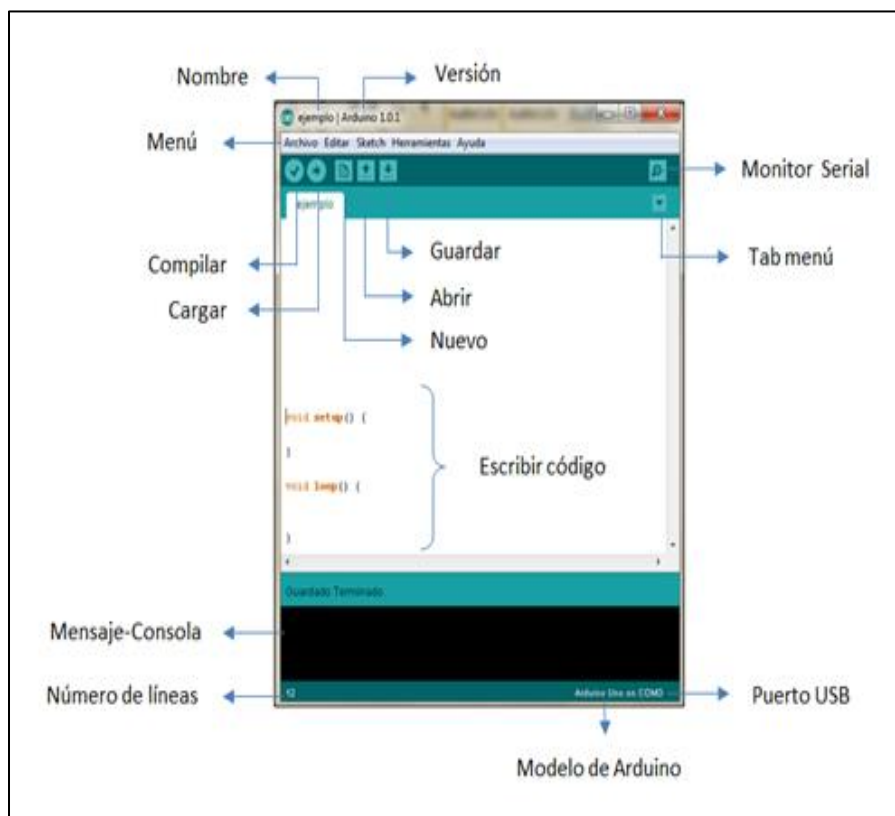 Nombre
Versión
ejemplo | Arduino 1.0.1
Menú
Archivo Editar Sketch Herramientas Ayuda
Monitor Serial
ejemplo
Compilar
Guardar
Tab menú
Cargar
Abrir
Nuevo
void setup() {
}
Escribir código
void loop() {
}
Guardado Terminado.
Mensaje-Consola
Número de líneas
12
Arduino Uno on COM3
Puerto USB
Modelo de Arduino